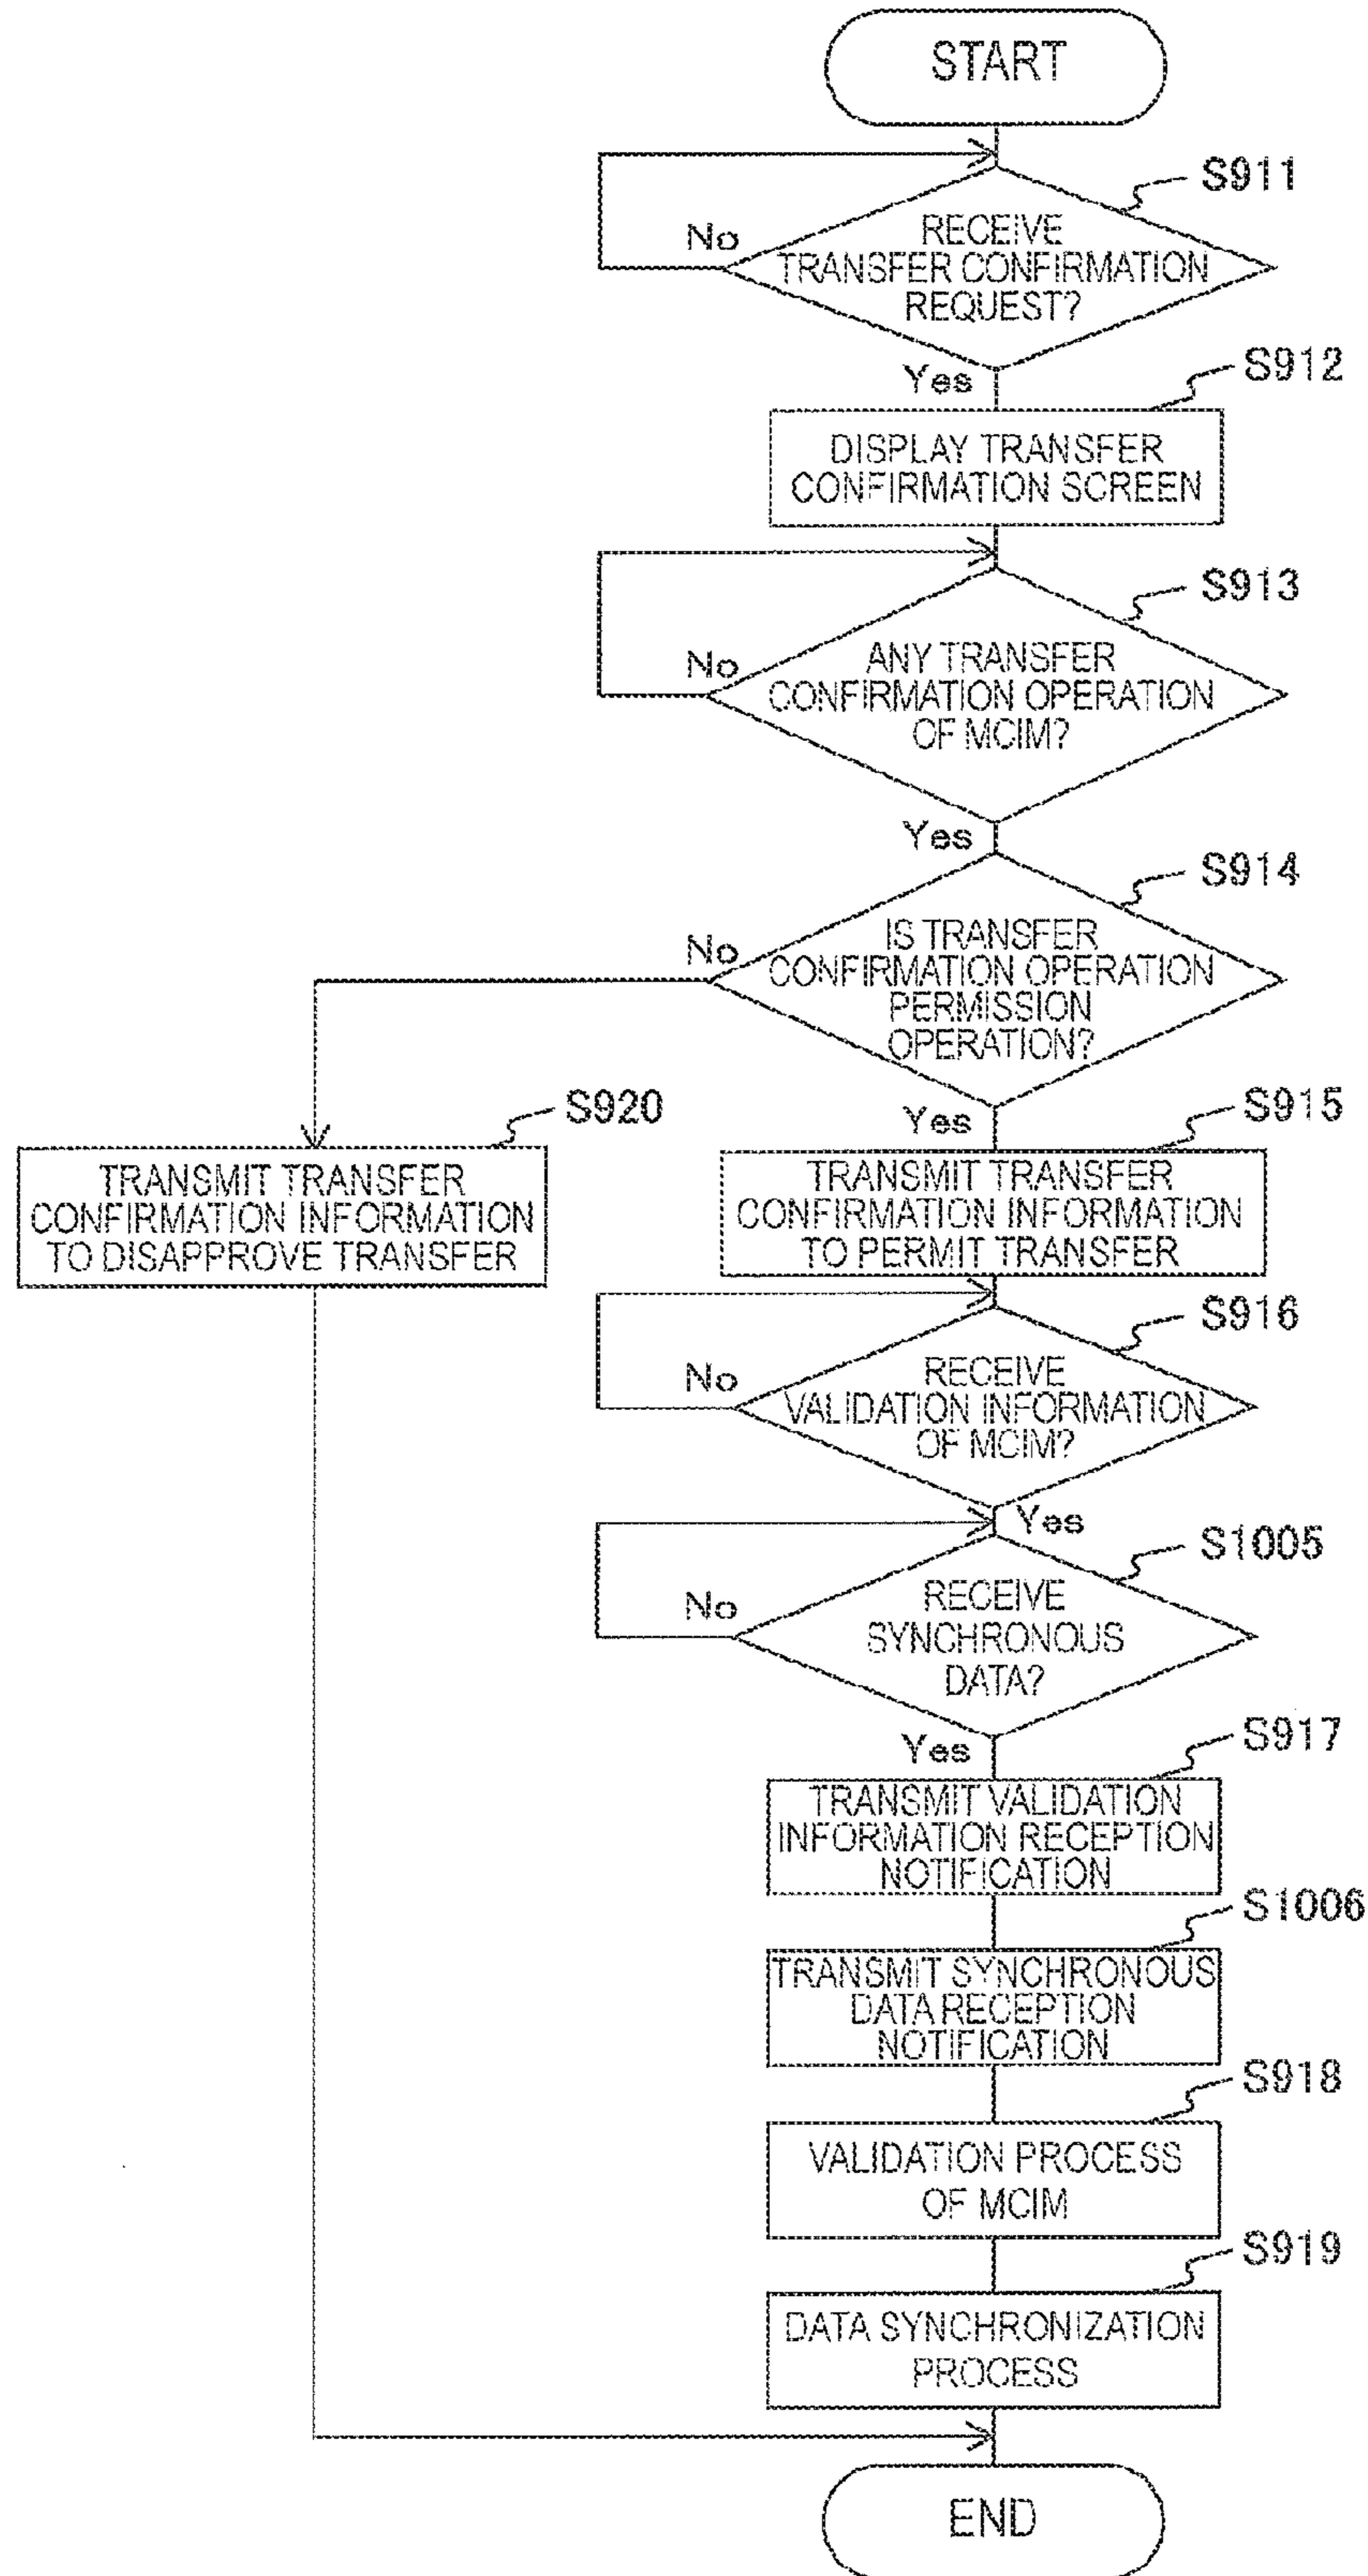 START
S911
RECEIVE
TRANSFER CONFIRMATION
REQUEST?
No
Yes
S912
DISPLAY TRANSFER
CONFIRMATION SCREEN
S913
ANY TRANSFER
CONFIRMATION OPERATION
OF MCIM?
No
Yes
S914
IS TRANSFER
CONFIRMATION OPERATION
PERMISSION
OPERATION?
No
Yes
S920
TRANSMIT TRANSFER
CONFIRMATION INFORMATION
TO DISAPPROVE TRANSFER
S915
TRANSMIT TRANSFER
CONFIRMATION INFORMATION
TO PERMIT TRANSFER
S916
RECEIVE
VALIDATION INFORMATION
OF MCIM?
No
Yes
S1005
RECEIVE
SYNCHRONOUS
DATA?
No
Yes
S917
TRANSMIT VALIDATION
INFORMATION RECEPTION
NOTIFICATION
S1006
TRANSMIT SYNCHRONOUS
DATA RECEPTION
NOTIFICATION
S918
VALIDATION PROCESS
OF MCIM
S919
DATA SYNCHRONIZATION
PROCESS
END